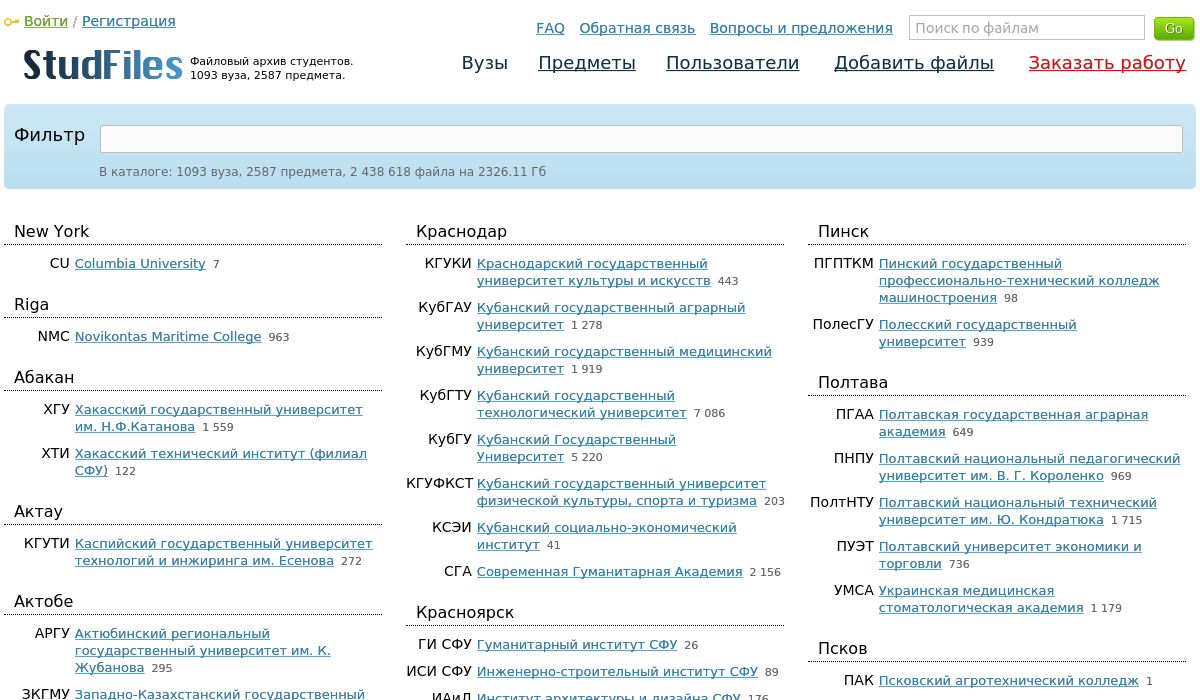 Войти / Регистрация
FAQ Обратная связь Вопросы и предложения Поиск по файлам Go
StudFiles Файловый архив студентов.
1093 вуза, 2587 предмета.
Вузы Предметы Пользователи Добавить файлы Заказать работу
Фильтр
В каталоге: 1093 вуза, 2587 предмета, 2 438 618 файла на 2326.11 Гб
New York
CU Columbia University 7
Riga
NMC Novikontas Maritime College 963
Абакан
ХГУ Хакасский государственный университет
им. Н.Ф.Катанова 1 559
ХТИ Хакасский технический институт (филиал
СФУ) 122
Актау
КГУТИ Каспийский государственный университет
технологий и инжиринга им. Есенова 272
Актобе
АРГУ Актюбинский региональный
государственный университет им. К.
Жубанова 295
ЗКГМУ Западно-Казахстанский государственный
Краснодар
КГУКИ Краснодарский государственный
университет культуры и искусств 443
КубГАУ Кубанский государственный аграрный
университет 1 278
КубГМУ Кубанский государственный медицинский
университет 1 919
КубГТУ Кубанский государственный
технологический университет 7 086
КубГУ Кубанский Государственный
Университет 5 220
КГУФКСТ Кубанский государственный университет
физической культуры, спорта и туризма 203
КСЭИ Кубанский социально-экономический
институт 41
СГА Современная Гуманитарная Академия 2 156
Красноярск
ГИ СФУ Гуманитарный институт СФУ 26
ИСИ СФУ Инженерно-строительный институт СФУ 89
ИАиД Институт архитектуры и дизайна СФУ 176
Пинск
ПГПТКМ Пинский государственный
профессионально-технический колледж
машиностроения 98
ПолесГУ Полесский государственный
университет 939
Полтава
ПГАА Полтавская государственная аграрная
академия 649
ПНПУ Полтавский национальный педагогический
университет им. В. Г. Короленко 969
ПолтНТУ Полтавский национальный технический
университет им. Ю. Кондратюка 1 715
ПУЭТ Полтавский университет экономики и
торговли 736
УМСА Украинская медицинская
стоматологическая академия 1 179
Псков
ПАК Псковский агротехнический колледж 1